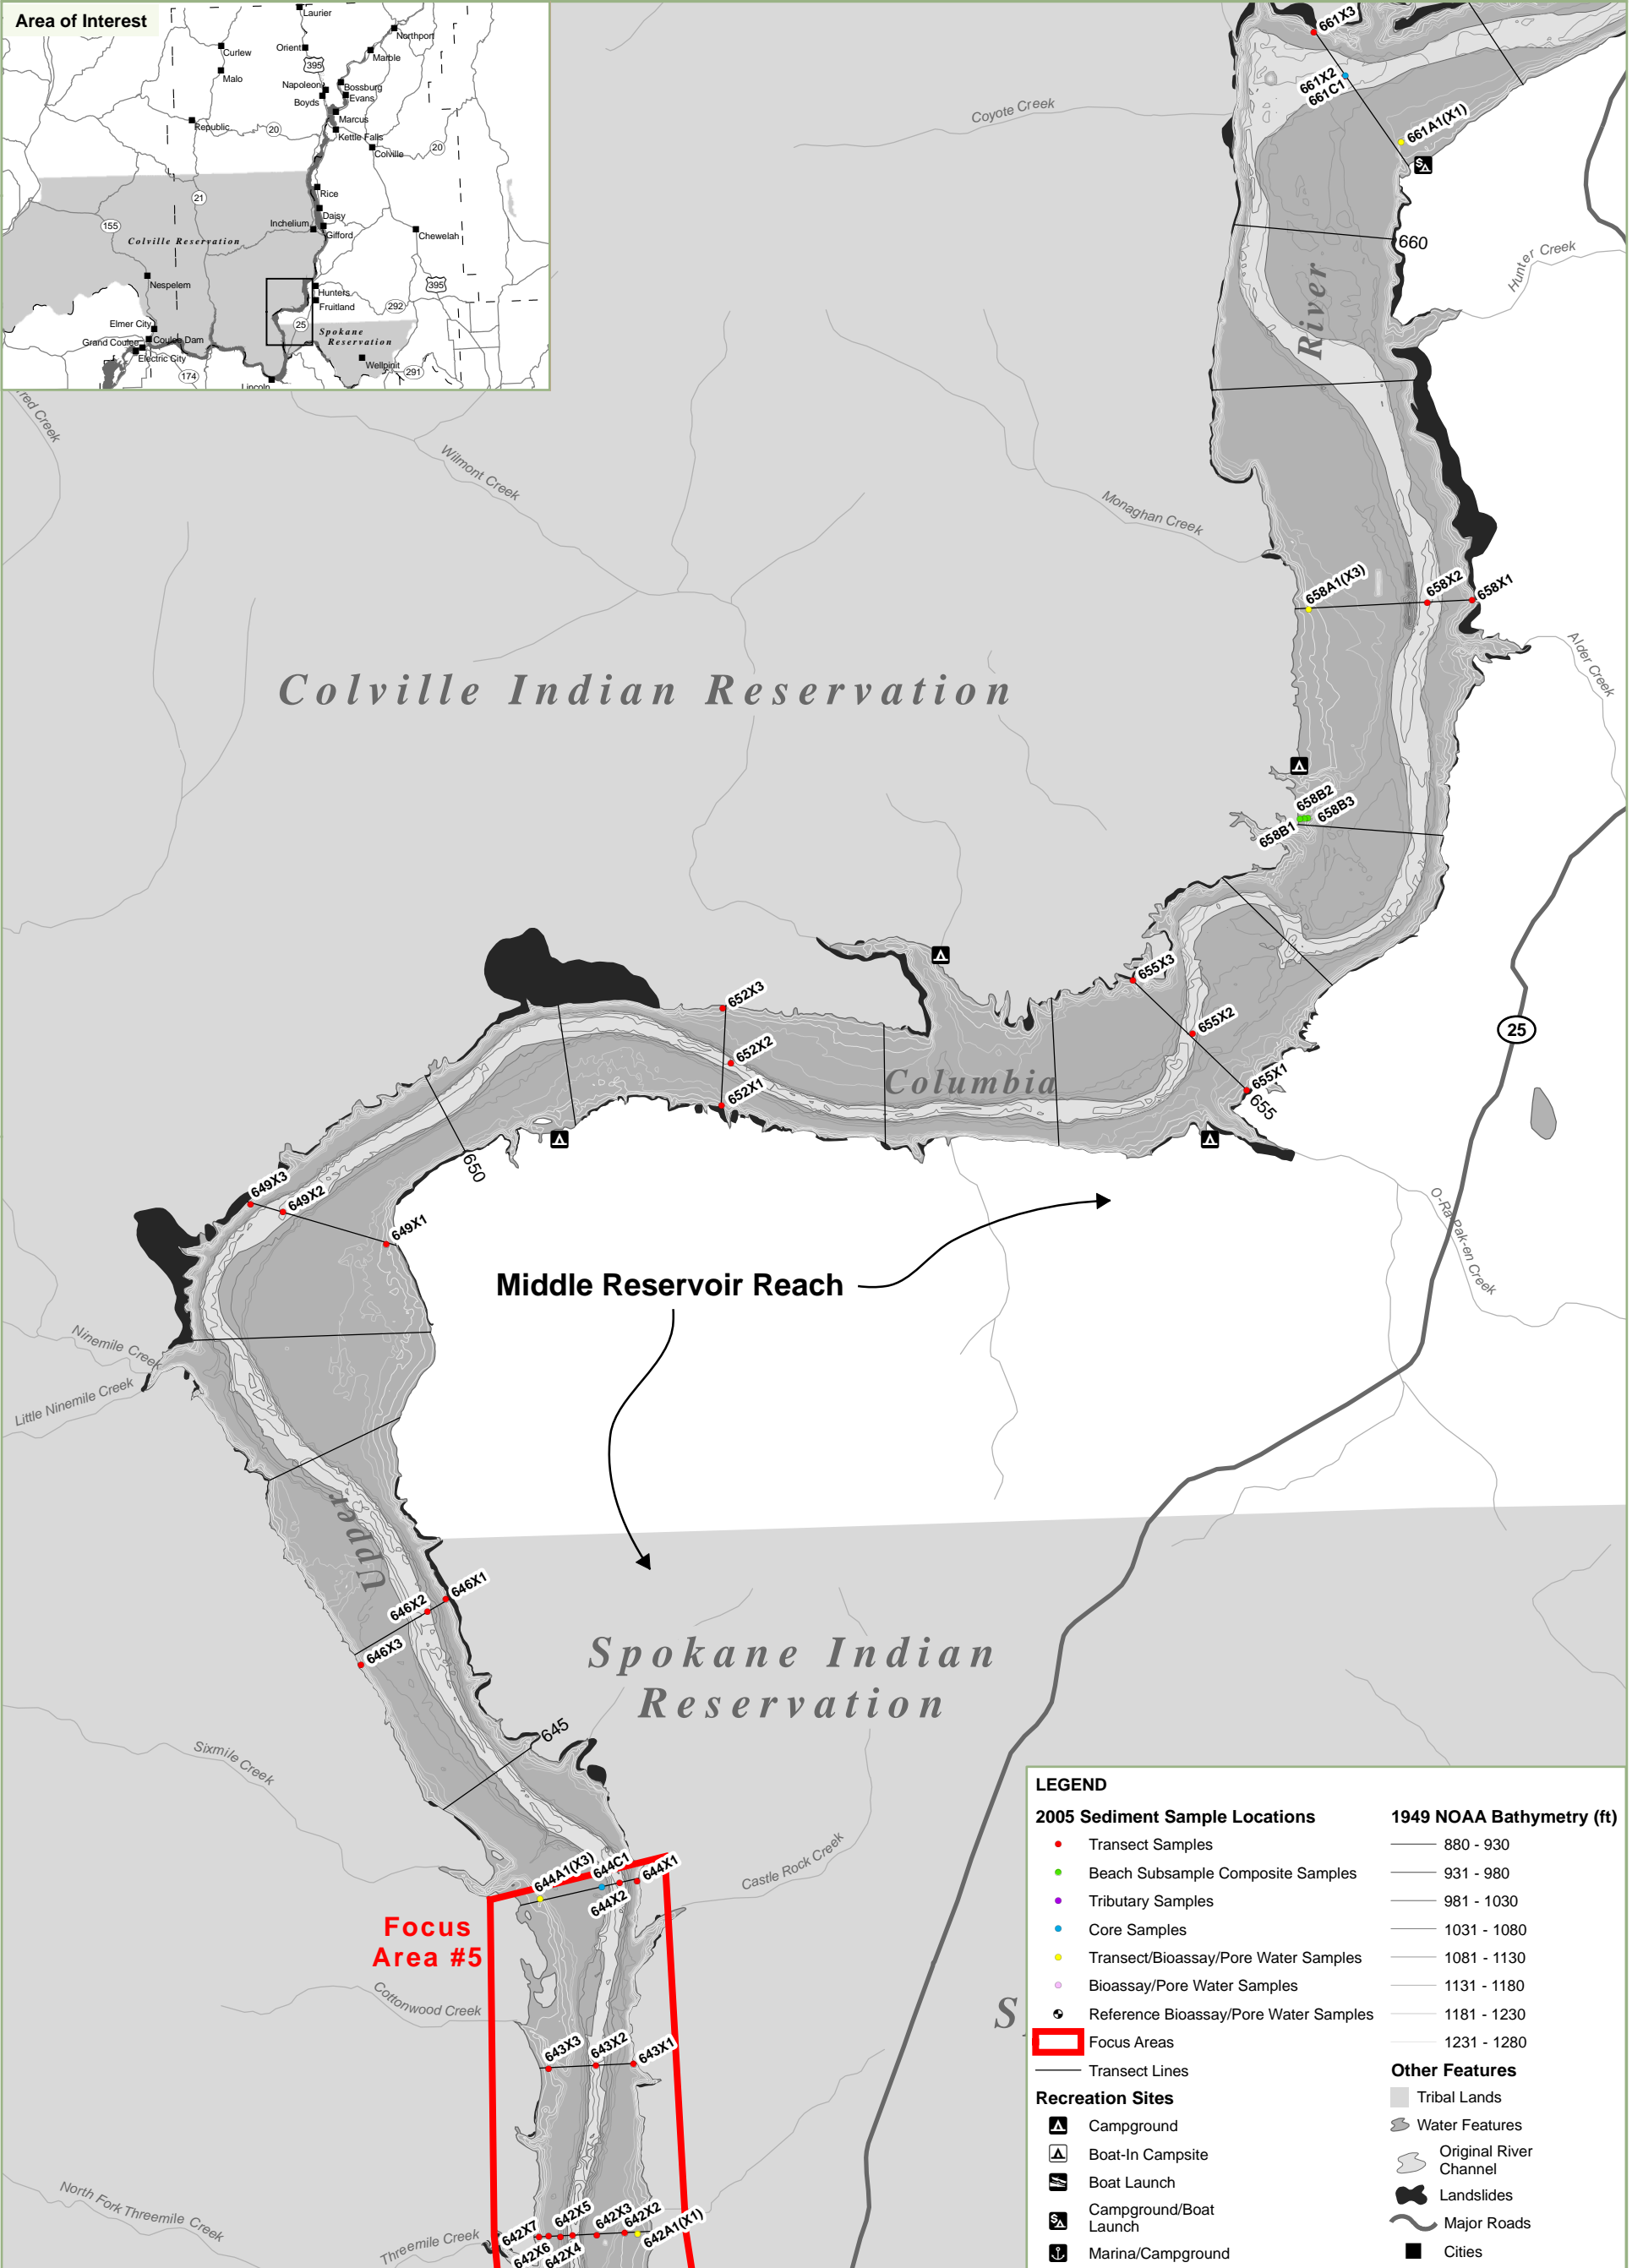 Area of Interest
Laurier
Northport
Curlew
Orient
Marble
395
Malo
Napoleon
Bossburg
Boyds
Evans
Marcus
Republic
20
Kettle Falls
Colville
20
Rice
21
Daisy
155
Inchelium
Gifford
Chewelah
Colville Reservation
Nespelem
395
Hunters
Fruitland
292
25
Elmer City
Spokane
Reservation
Grand Coulee
Coulee Dam
Electric City
Wellpinit
174
291
Lincoln
661X3
661X2
661C1
Coyote Creek
661A1(X1)
660
Hunter Creek
River
red Creek
Wilmont Creek
Monaghan Creek
658A1(X3)
658X2
658X1
Alder Creek
Colville Indian Reservation
658B2
658B3
658B1
655X3
652X3
25
655X2
652X2
Columbia
655X1
652X1
655
650
649X3
649X2
O-Ra-Pak-en Creek
649X1
Middle Reservoir Reach
Ninemile Creek
Little Ninemile Creek
Upper
646X1
646X2
646X3
Spokane Indian
Reservation
645
Sixmile Creek
644A1(X3)
644C1
644X1
644X2
Castle Rock Creek
Focus
Area #5
Cottonwood Creek
S
643X3
643X2
643X1
North Fork Threemile Creek
Threemile Creek
642X7
642X6
642X5
642X4
642X3
642X2
642A1(X1)
LEGEND
2005 Sediment Sample Locations
Transect Samples
Beach Subsample Composite Samples
Tributary Samples
Core Samples
Transect/Bioassay/Pore Water Samples
Bioassay/Pore Water Samples
Reference Bioassay/Pore Water Samples
Focus Areas
Transect Lines
Recreation Sites
Campground
Boat-In Campsite
Boat Launch
Campground/Boat
Launch
Marina/Campground
1949 NOAA Bathymetry (ft)
880 - 930
931 - 980
981 - 1030
1031 - 1080
1081 - 1130
1131 - 1180
1181 - 1230
1231 - 1280
Other Features
Tribal Lands
Water Features
Original River
Channel
Landslides
Major Roads
Cities